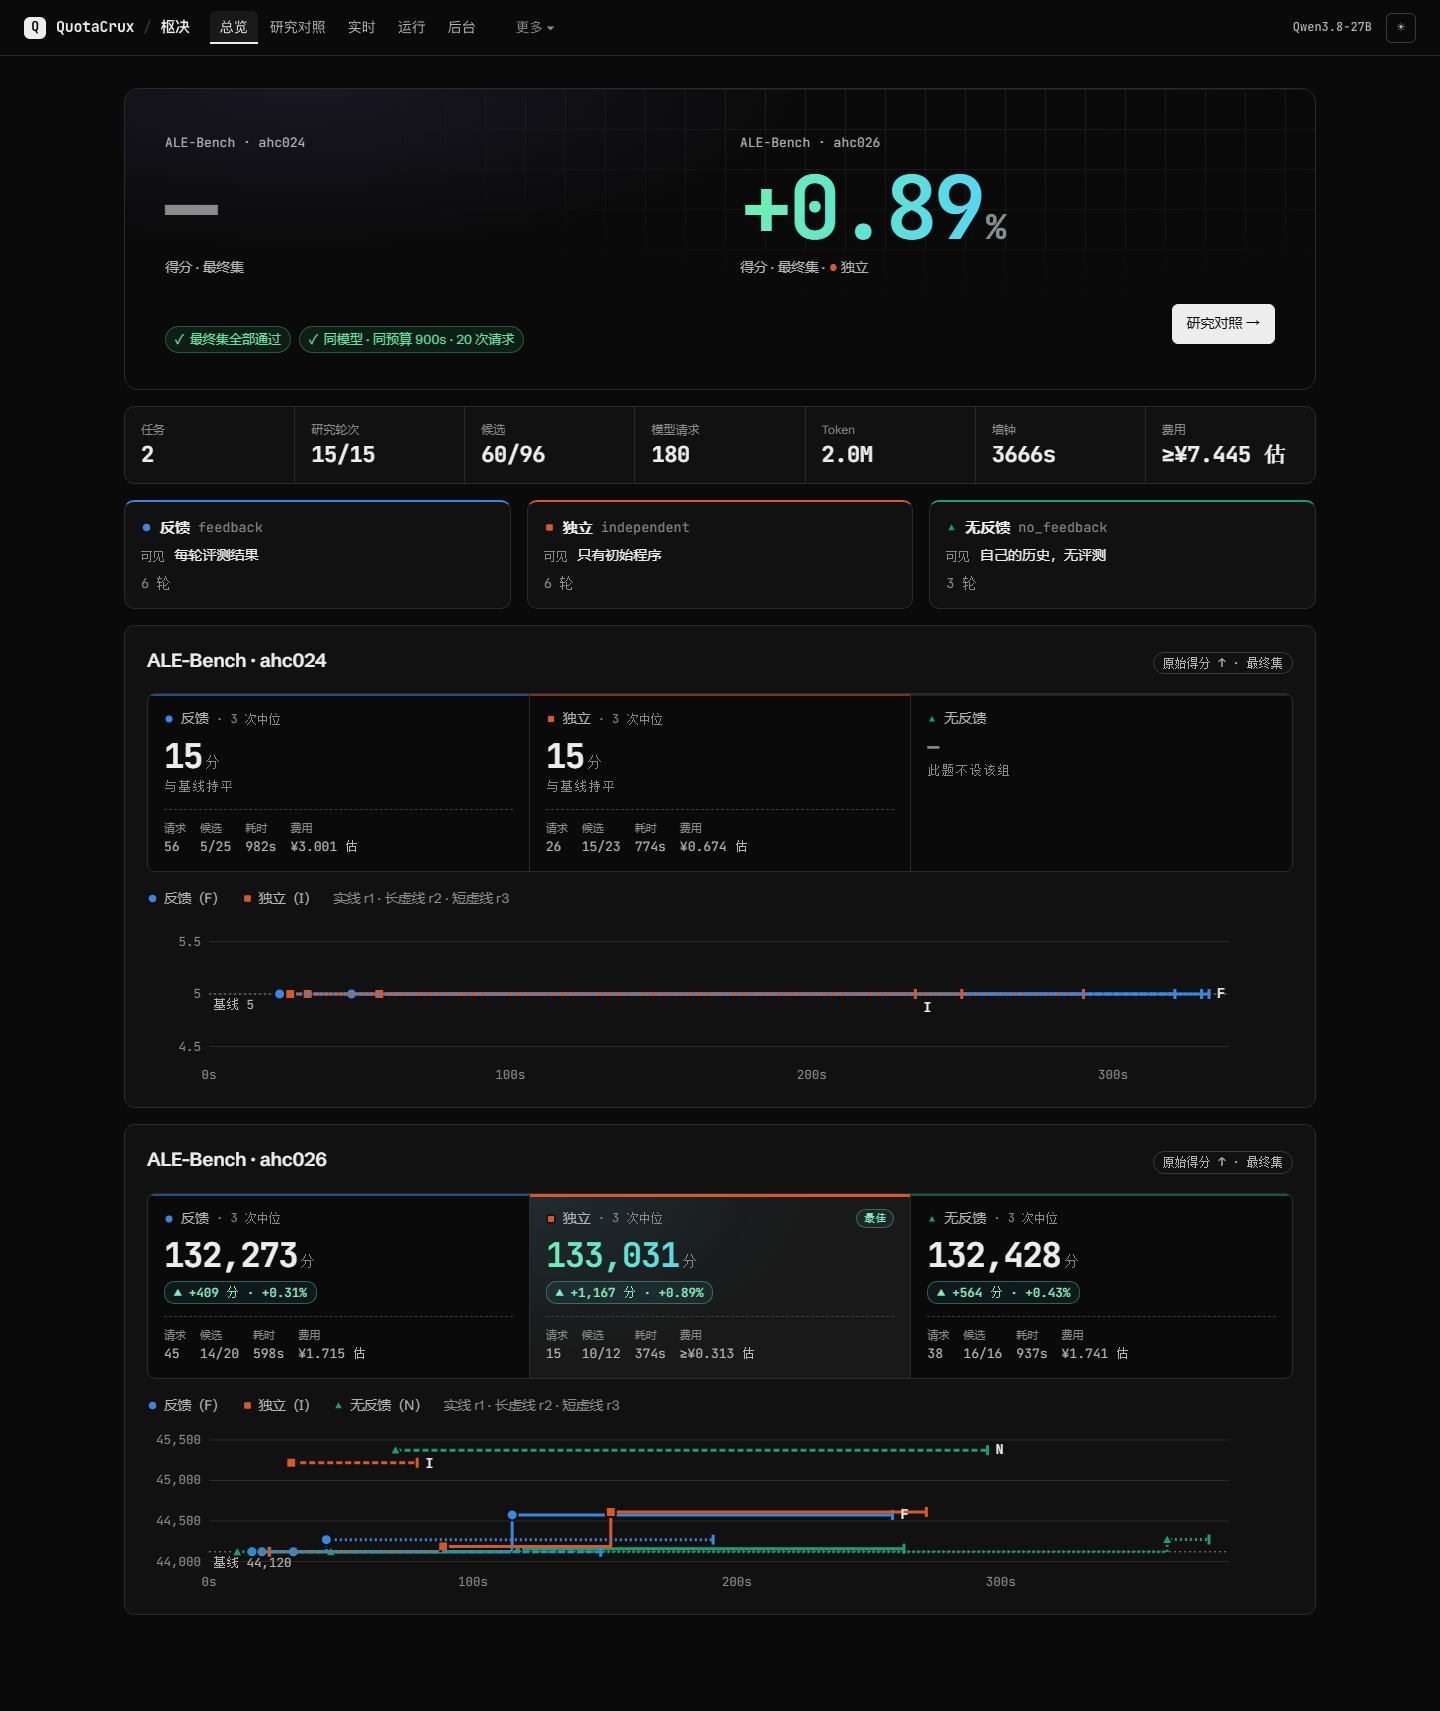 Q QuotaCrux / 枢决 总览 研究对照 实时 运行 后台 更多 Qwen3.8-27B
ALE-Bench · ahc024
—
得分 · 最终集
ALE-Bench · ahc026
+0.89%
得分 · 最终集 · 独立
✓ 最终集全部通过 ✓ 同模型 · 同预算 900s · 20 次请求
研究对照 →
任务
2
研究轮次
15/15
候选
60/96
模型请求
180
Token
2.0M
墙钟
3666s
费用
≥¥7.445 估
反馈 feedback
可见 每轮评测结果
6 轮
独立 independent
可见 只有初始程序
6 轮
无反馈 no_feedback
可见 自己的历史，无评测
3 轮
ALE-Bench · ahc024
原始得分 ↑ · 最终集
反馈 · 3 次中位
15 分
与基线持平
请求 候选 耗时 费用
56 5/25 982s ¥3.001 估
独立 · 3 次中位
15 分
与基线持平
请求 候选 耗时 费用
26 15/23 774s ¥0.674 估
无反馈
—
此题不设该组
反馈（F） 独立（I） 实线 r1 · 长虚线 r2 · 短虚线 r3
5.5
5
基线 5
4.5
F
I
0s 100s 200s 300s
ALE-Bench · ahc026
原始得分 ↑ · 最终集
反馈 · 3 次中位
132,273 分
▲ +409 分 · +0.31%
请求 候选 耗时 费用
45 14/20 598s ¥1.715 估
独立 · 3 次中位
最佳
133,031 分
▲ +1,167 分 · +0.89%
请求 候选 耗时 费用
15 10/12 374s ≥¥0.313 估
无反馈 · 3 次中位
132,428 分
▲ +564 分 · +0.43%
请求 候选 耗时 费用
38 16/16 937s ¥1.741 估
反馈（F） 独立（I） 无反馈（N） 实线 r1 · 长虚线 r2 · 短虚线 r3
45,500
N
I
45,000
44,500
F
44,000
基线 44,120
0s 100s 200s 300s